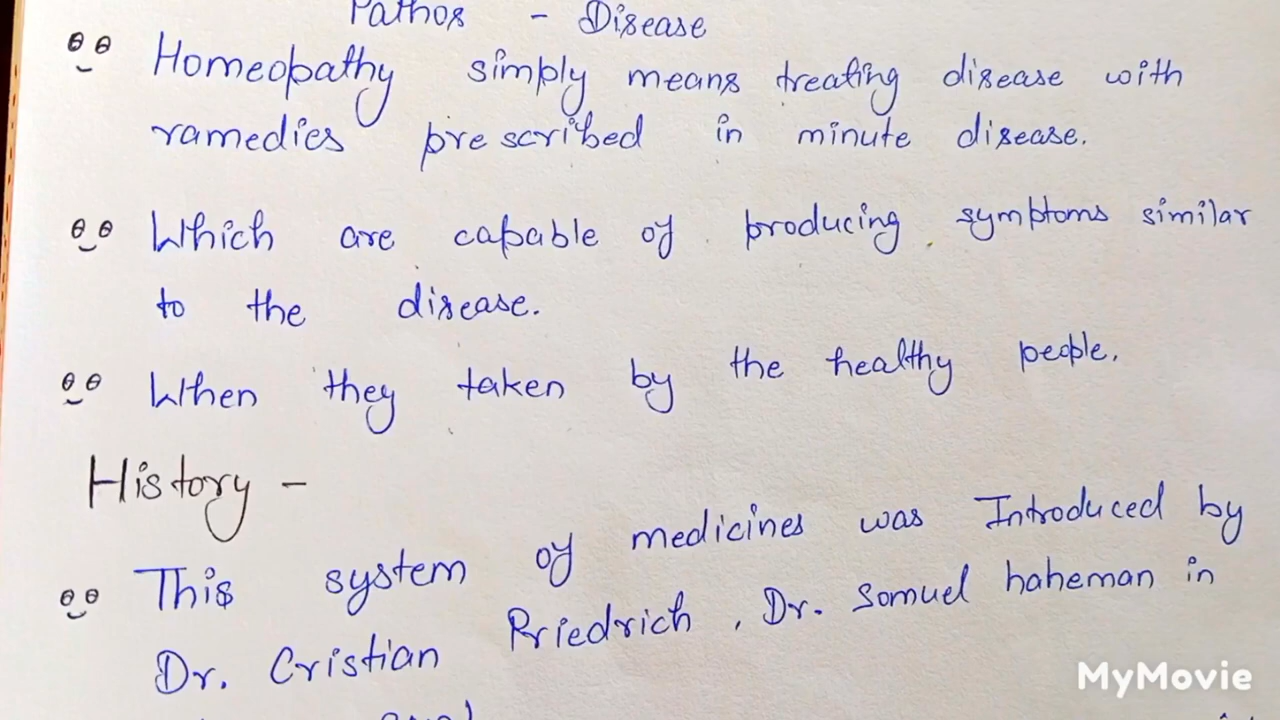 Pathos - Disease
Homeopathy simply means treating disease with
ramedies prescribed in minute disease.
Which are capable of producing symptoms similar
to the disease.
When they taken by the healthy people.
History -
This system of medicines was Introduced by
Dr. Cristian Priedrich, Dr. Somuel haheman in
MyMovie